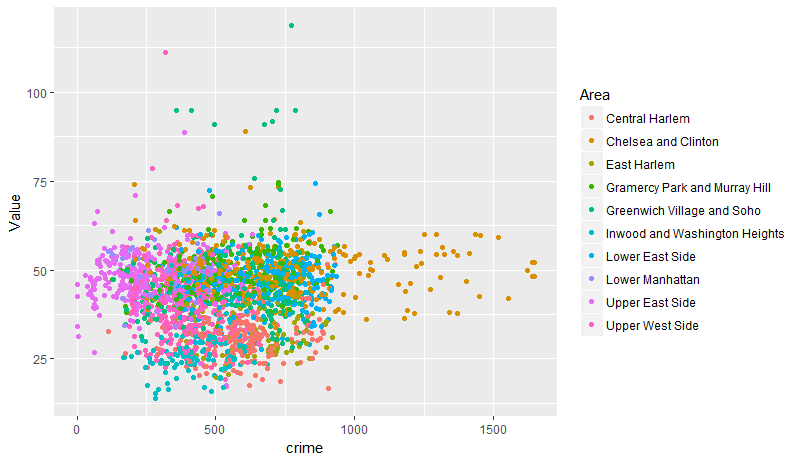 Value
100
75
50
25
0
500
1000
1500
crime
Area
Central Harlem
Chelsea and Clinton
East Harlem
Gramercy Park and Murray Hill
Greenwich Village and Soho
Inwood and Washington Heights
Lower East Side
Lower Manhattan
Upper East Side
Upper West Side